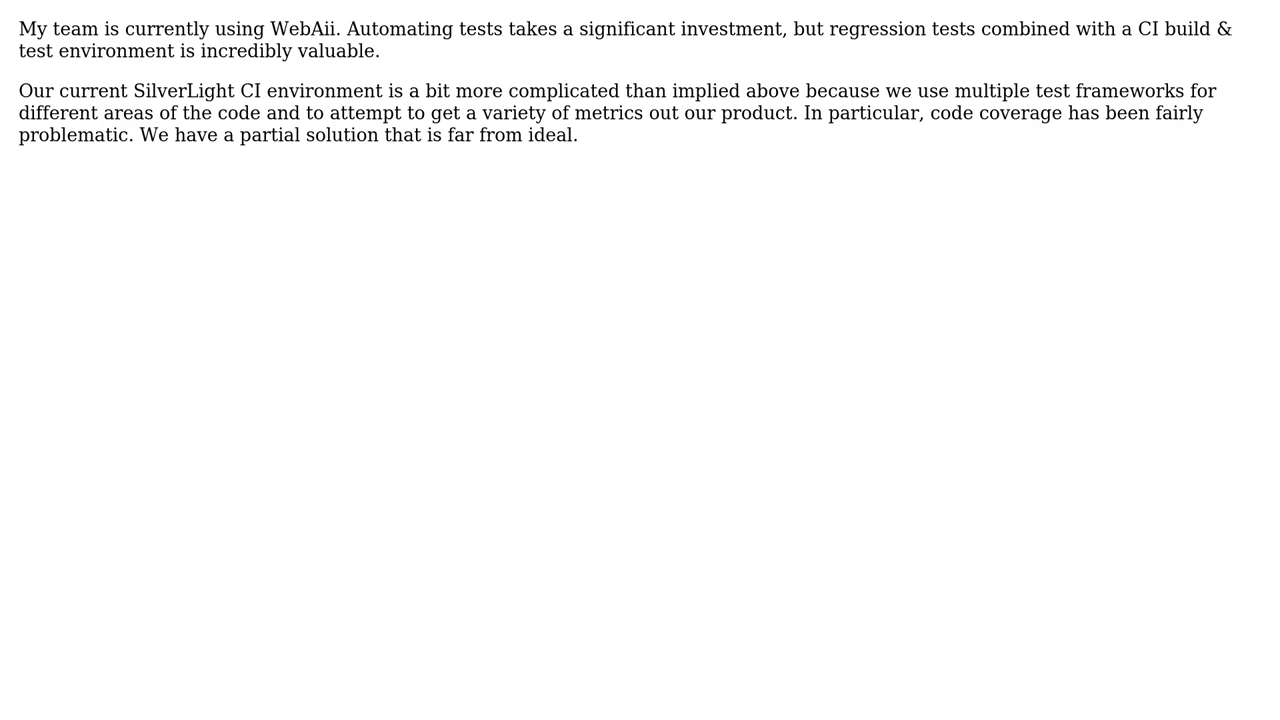 My team is currently using WebAii. Automating tests takes a significant investment, but regression tests combined with a CI build &
test environment is incredibly valuable.
Our current SilverLight CI environment is a bit more complicated than implied above because we use multiple test frameworks for
different areas of the code and to attempt to get a variety of metrics out our product. In particular, code coverage has been fairly
problematic. We have a partial solution that is far from ideal.